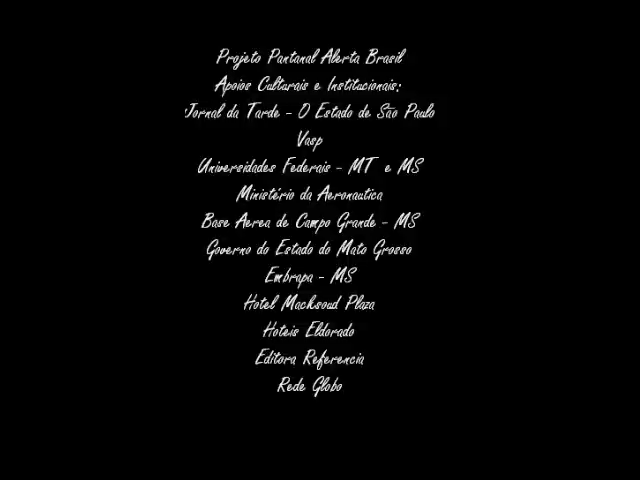 Projeto Pantanal Alerta Brasil
Apoios Culturais e Institucionais:
Jornal da Tarde - O Estado de São Paulo
Vasp
Universidades Federais - MT e MS
Ministério da Aeronautica
Base Aerea de Campo Grande - MS
Governo do Estado do Mato Grosso
Embrapa - MS
Hotel Macksoud Plaza
Hoteis Eldorado
Editora Referencia
Rede Globo